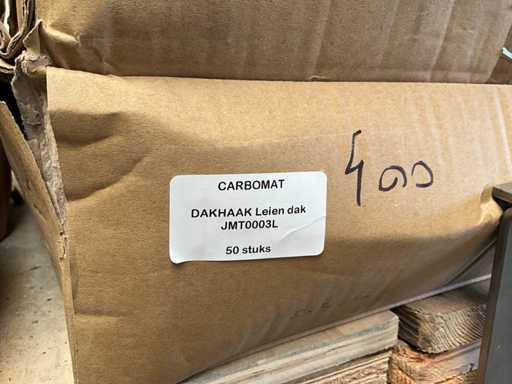 CARBOMAT
DAKHAAK Leien dak
JMT0003L
50 stuks
400